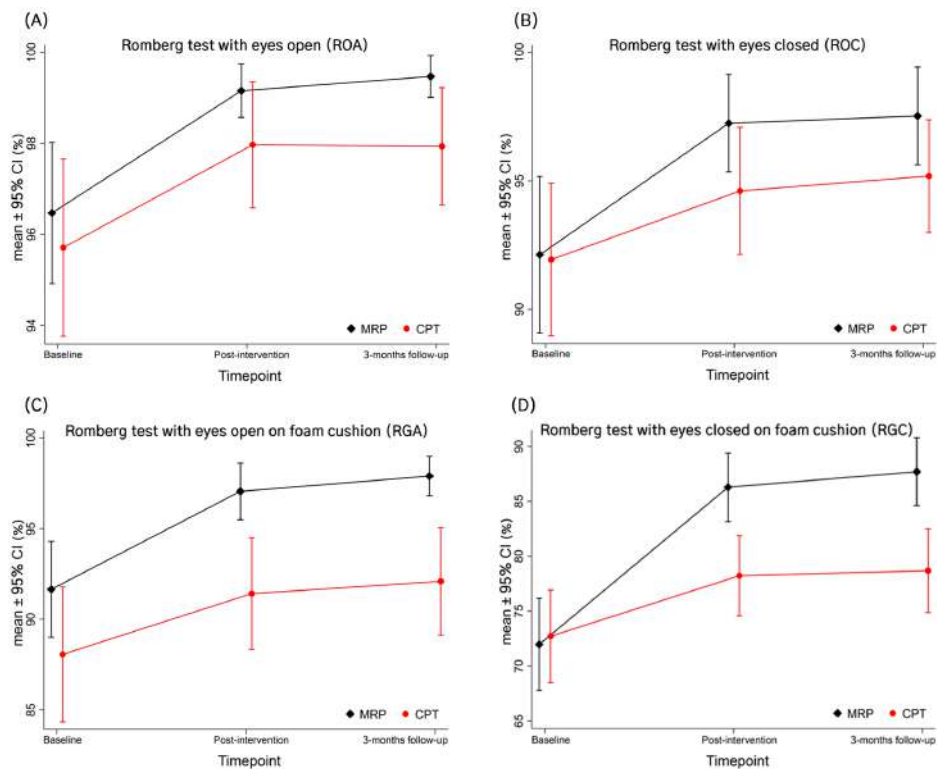 (A)
Romberg test with eyes open (ROA)
mean ± 95% CI (%)
100
98
96
94
MRP CPT
Baseline Post-intervention 3-months follow-up
Timepoint
(B)
Romberg test with eyes closed (ROC)
mean ± 95% CI (%)
100
95
90
MRP CPT
Baseline Post-intervention 3-months follow-up
Timepoint
(C)
Romberg test with eyes open on foam cushion (RGA)
mean ± 95% CI (%)
100
95
90
85
MRP CPT
Baseline Post-intervention 3-months follow-up
Timepoint
(D)
Romberg test with eyes closed on foam cushion (RGC)
mean ± 95% CI (%)
90
85
80
75
70
65
MRP CPT
Baseline Post-intervention 3-months follow-up
Timepoint